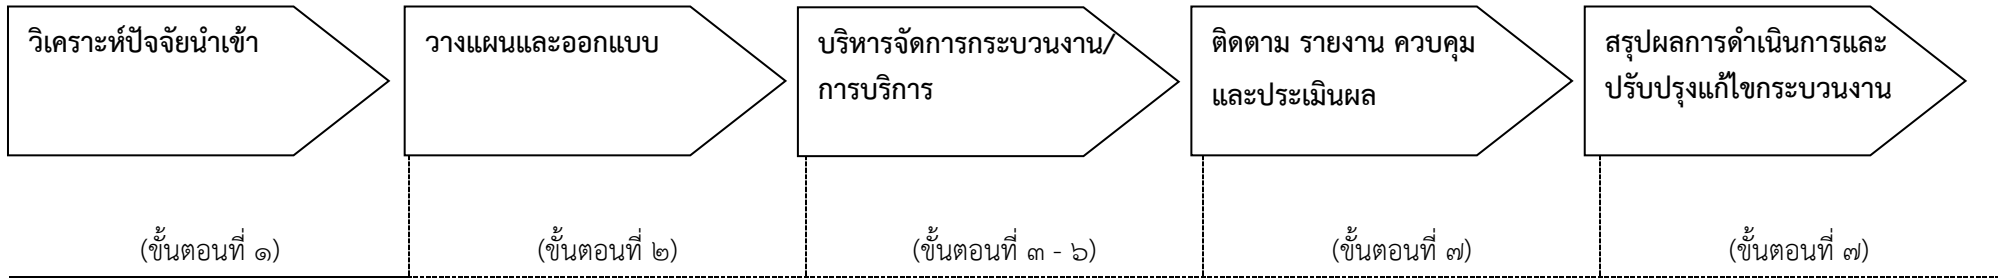 วิเคราะห์ปัจจัยนำเข้า
วางแผนและออกแบบ
บริหารจัดการกระบวนงาน/
การบริการ
ติดตาม รายงาน ควบคุม
และประเมินผล
สรุปผลการดำเนินการและ
ปรับปรุงแก้ไขกระบวนงาน
(ขั้นตอนที่ ๑)
(ขั้นตอนที่ ๒)
(ขั้นตอนที่ ๓ - ๖)
(ขั้นตอนที่ ๗)
(ขั้นตอนที่ ๗)